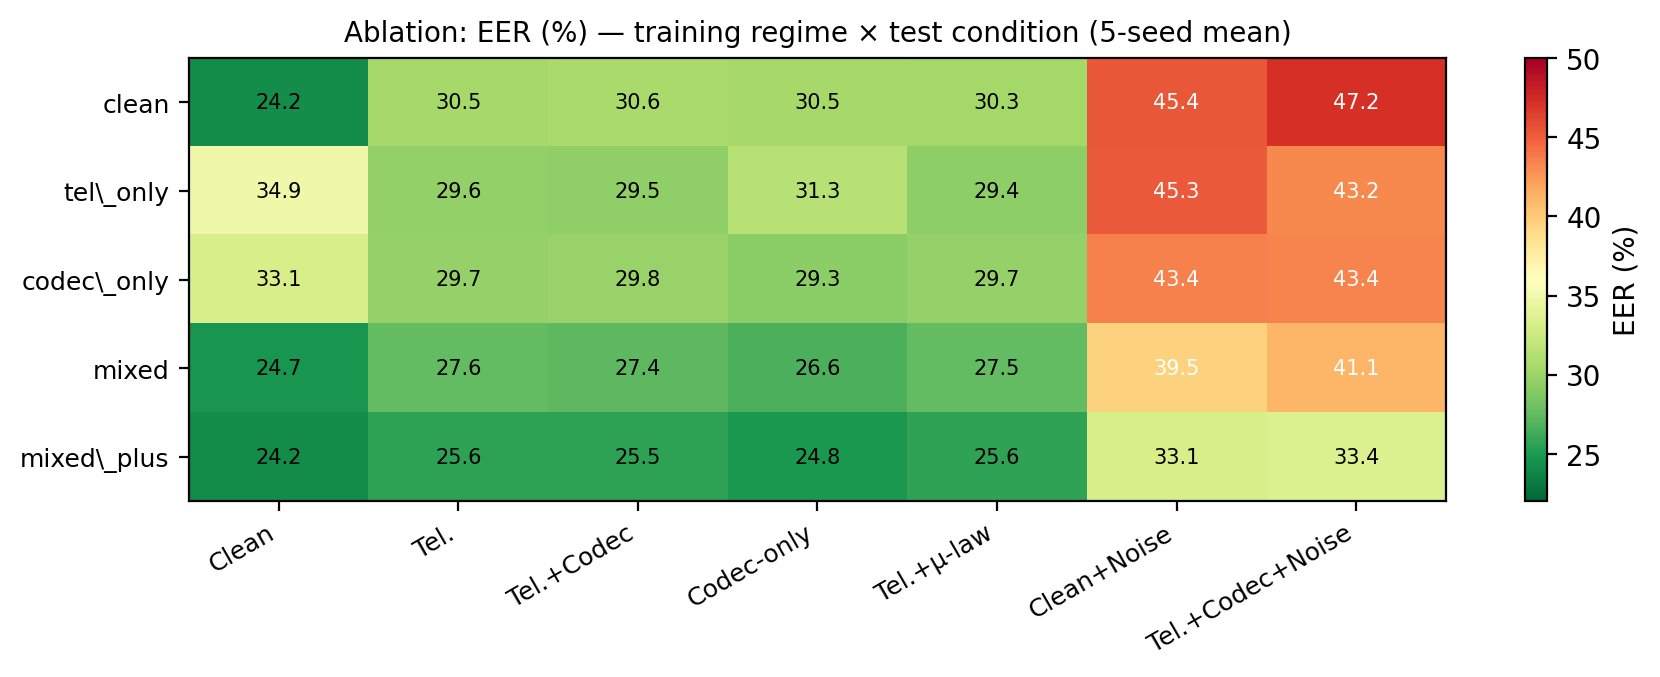 Ablation: EER (%) — training regime × test condition (5-seed mean)
clean 24.2 30.5 30.6 30.5 30.3 45.4 47.2
tel\_only 34.9 29.6 29.5 31.3 29.4 45.3 43.2
codec\_only 33.1 29.7 29.8 29.3 29.7 43.4 43.4
mixed 24.7 27.6 27.4 26.6 27.5 39.5 41.1
mixed\_plus 24.2 25.6 25.5 24.8 25.6 33.1 33.4
Clean
Tel.
Tel.+Codec
Codec-only
Tel.+μ-law
Clean+Noise
Tel.+Codec+Noise
50
45
40
35
30
25
EER (%)